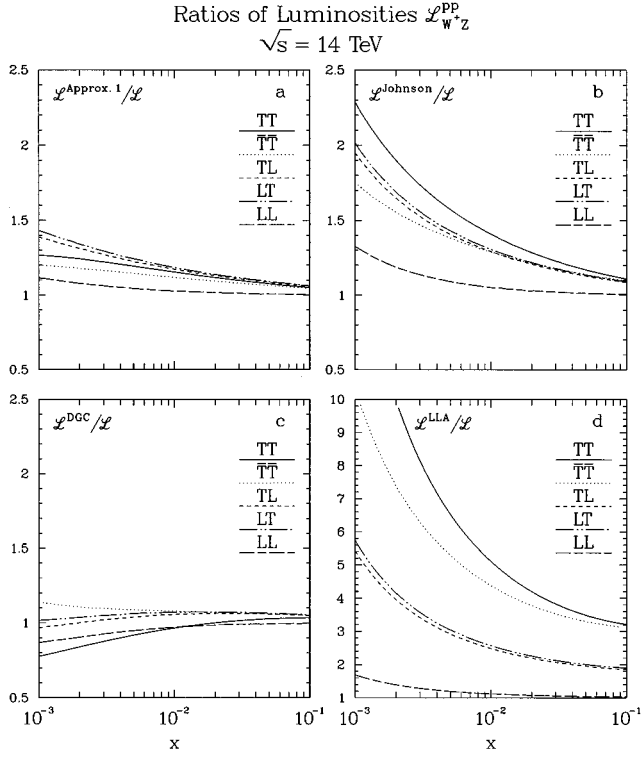 Ratios of Luminosities ℒ^pp_W⁺Z
√s = 14 TeV
2.5
2
1.5
1
0.5
ℒ^Approx. 1/ℒ
a
TT
T̅T̅
TL
LT
LL
2.5
2
1.5
1
0.5
ℒ^Johnson/ℒ
b
TT
T̅T̅
TL
LT
LL
2.5
2
1.5
1
0.5
ℒ^DGC/ℒ
c
TT
T̅T̅
TL
LT
LL
10⁻³
10⁻²
10⁻¹
x
10
9
8
7
6
5
4
3
2
1
ℒ^LLA/ℒ
d
TT
T̅T̅
TL
LT
LL
10⁻³
10⁻²
10⁻¹
x